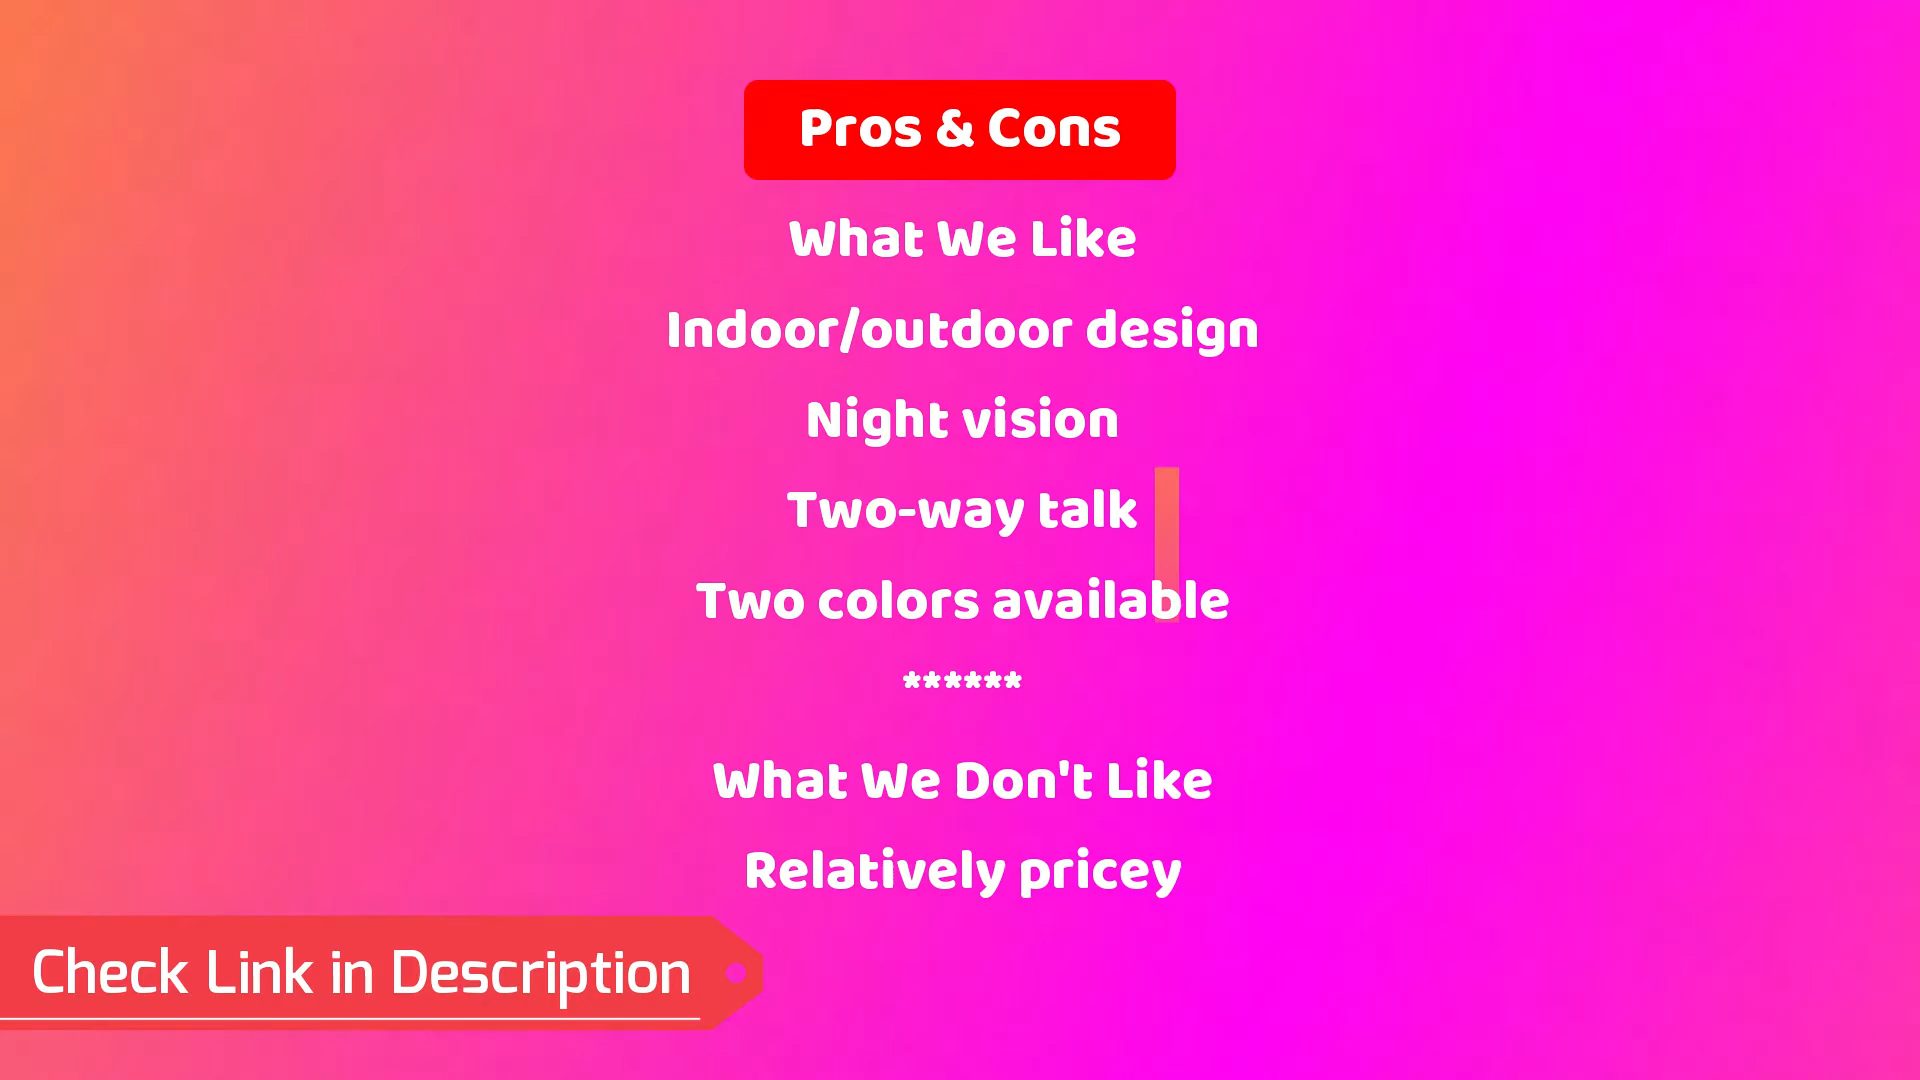 Pros & Cons
What We Like
Indoor/outdoor design
Night vision
Two-way talk
Two colors available
******
What We Don't Like
Relatively pricey
Check Link in Description